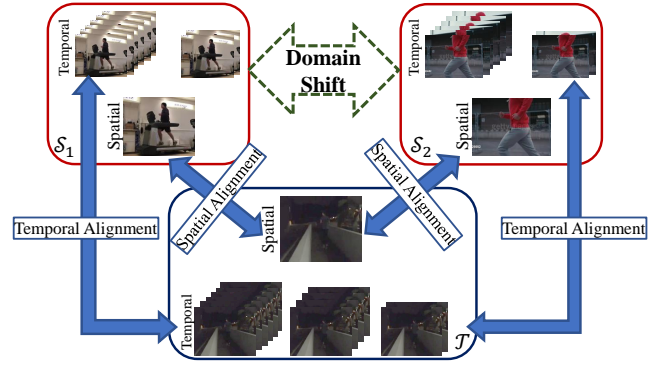 Temporal
Spatial
𝒮1
Domain
Shift
Temporal
Spatial
𝒮2
Temporal Alignment
Spatial Alignment
Spatial Alignment
Temporal Alignment
Spatial
Temporal
𝒯